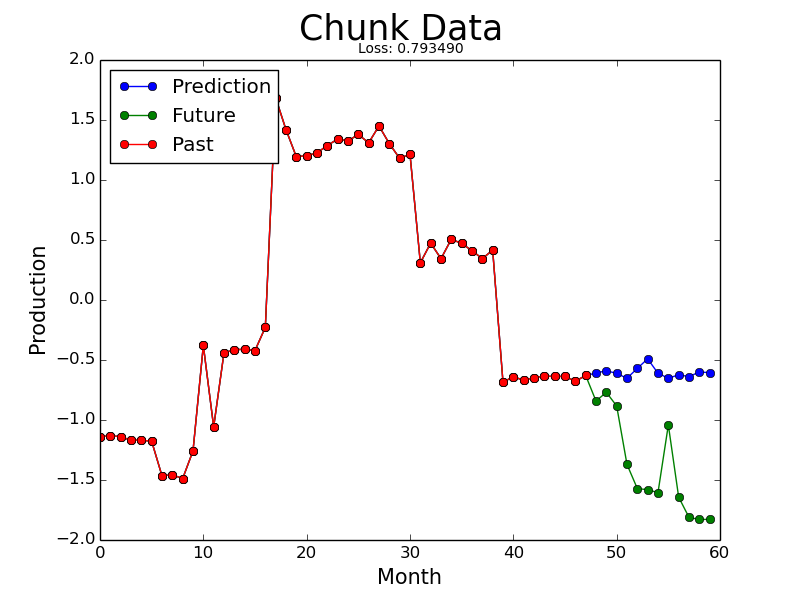 Chunk Data
Loss: 0.793490
2.0
1.5
1.0
0.5
0.0
−0.5
−1.0
−1.5
−2.0
Prediction
Future
Past
Production
0 10 20 30 40 50 60
Month